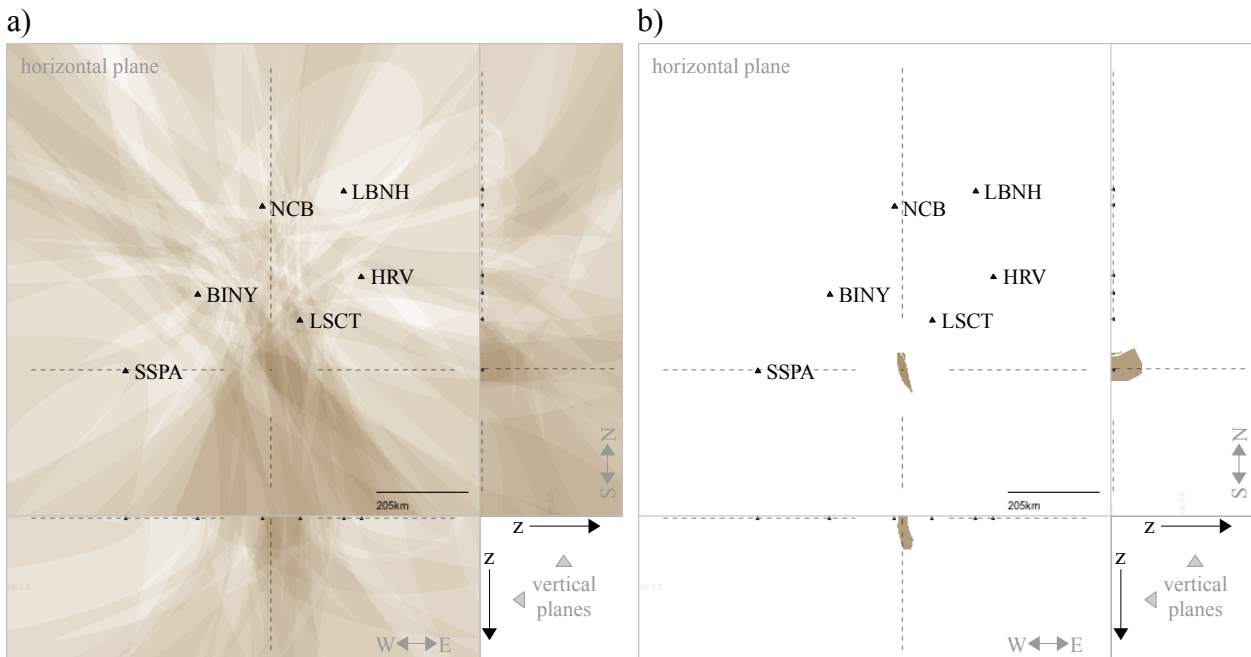 a)
horizontal plane
LBNH
NCB
HRV
BINY
LSCT
SSPA
205km
N
S
z
z
vertical
planes
W
E
b)
horizontal plane
LBNH
NCB
HRV
BINY
LSCT
SSPA
205km
N
S
z
z
vertical
planes
W
E